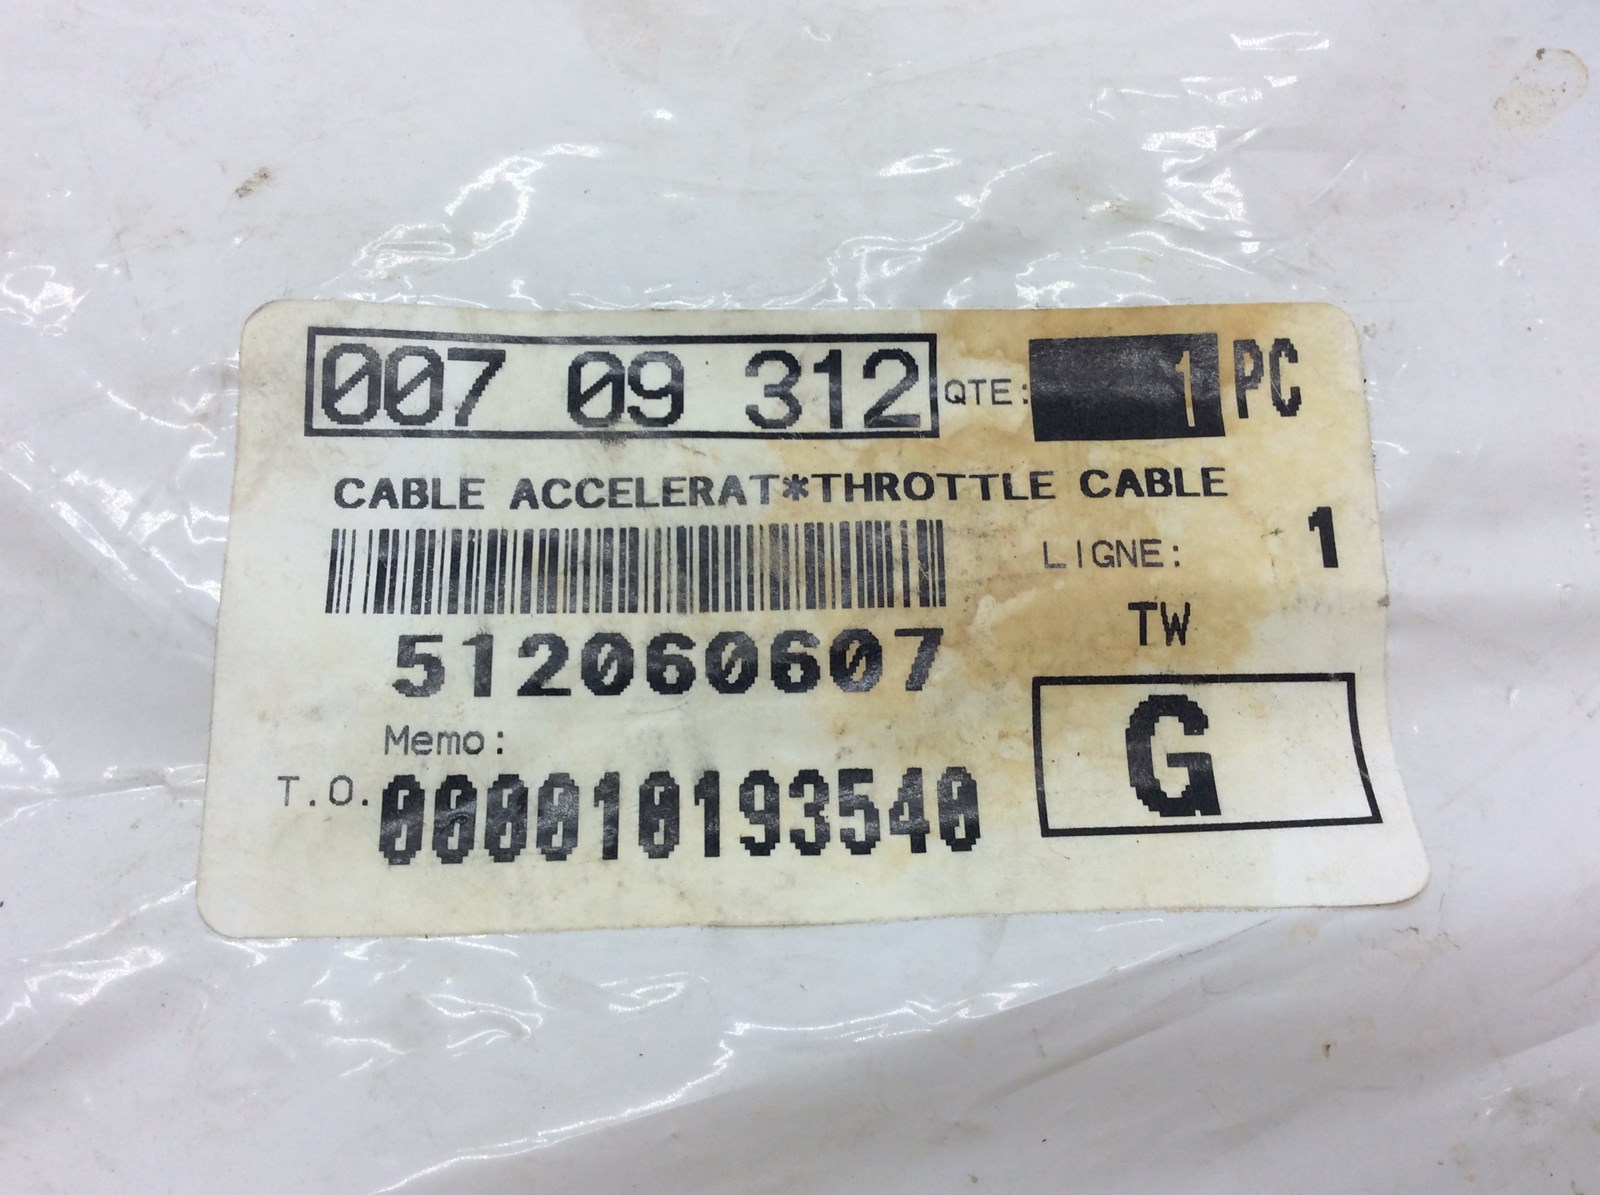 007 09 312 QTE: 1 PC
CABLE ACCELERAT*THROTTLE CABLE
LIGNE: 1
512060607
TW
Memo:
T.O. 000010193540
G